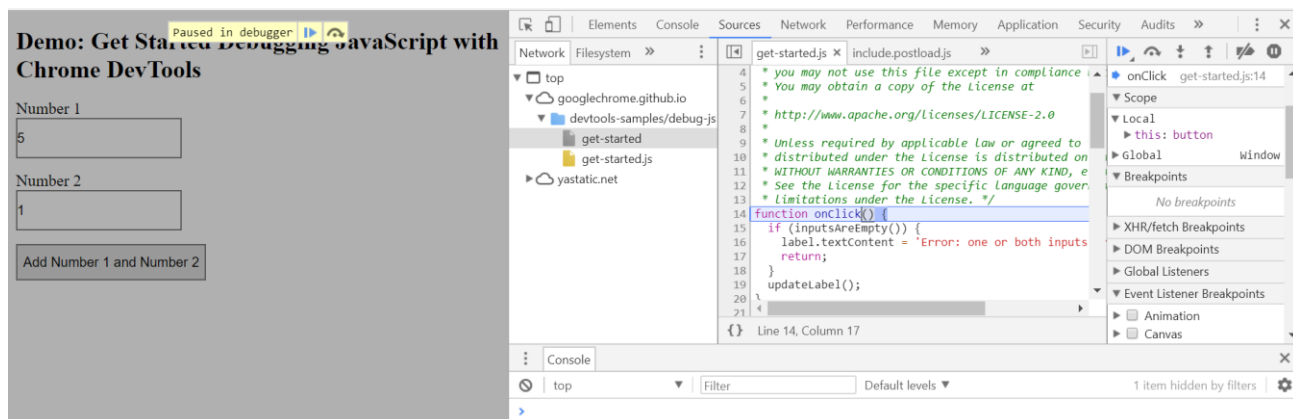 Paused in debugger
Demo: Get Started Debugging JavaScript with
Chrome DevTools
Number 1
5
Number 2
1
Add Number 1 and Number 2
Elements Console Sources Network Performance Memory Application Security Audits »
Network Filesystem »
top
googlechrome.github.io
devtools-samples/debug-js
get-started
get-started.js
yastatic.net
get-started.js × include.postload.js »
4 * you may not use this file except in compliance
5 * You may obtain a copy of the License at
6 *
7 * http://www.apache.org/licenses/LICENSE-2.0
8 *
9 * Unless required by applicable law or agreed to
10 * distributed under the License is distributed on
11 * WITHOUT WARRANTIES OR CONDITIONS OF ANY KIND, e
12 * See the License for the specific language gover
13 * limitations under the License. */
14 function onClick() {
15 if (inputsAreEmpty()) {
16 label.textContent = 'Error: one or both inputs
17 return;
18 }
19 updateLabel();
20 }
21
{} Line 14, Column 17
onClick get-started.js:14
Scope
Local
this: button
Global Window
Breakpoints
No breakpoints
XHR/fetch Breakpoints
DOM Breakpoints
Global Listeners
Event Listener Breakpoints
Animation
Canvas
Console
top Filter Default levels 1 item hidden by filters